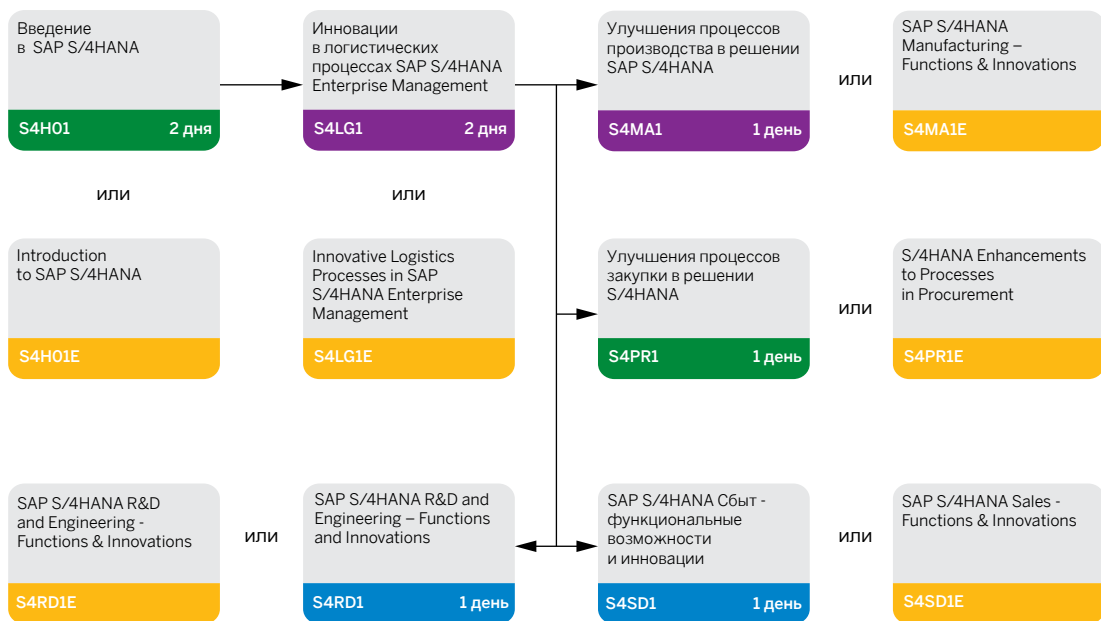 Введение
в SAP S/4HANA
S4H01 2 дня
Инновации
в логистических
процессах SAP S/4HANA
Enterprise Management
S4LG1 2 дня
Улучшения процессов
производства в решении
SAP S/4HANA
S4MA1 1 день
или
SAP S/4HANA
Manufacturing –
Functions & Innovations
S4MA1E
или
или
Introduction
to SAP S/4HANA
S4H01E
Innovative Logistics
Processes in SAP
S/4HANA Enterprise
Management
S4LG1E
Улучшения процессов
закупки в решении
S/4HANA
S4PR1 1 день
или
S/4HANA Enhancements
to Processes
in Procurement
S4PR1E
SAP S/4HANA R&D
and Engineering -
Functions & Innovations
S4RD1E
или
SAP S/4HANA R&D and
Engineering – Functions
and Innovations
S4RD1 1 день
SAP S/4HANA Сбыт -
функциональные
возможности
и инновации
S4SD1 1 день
или
SAP S/4HANA Sales -
Functions & Innovations
S4SD1E